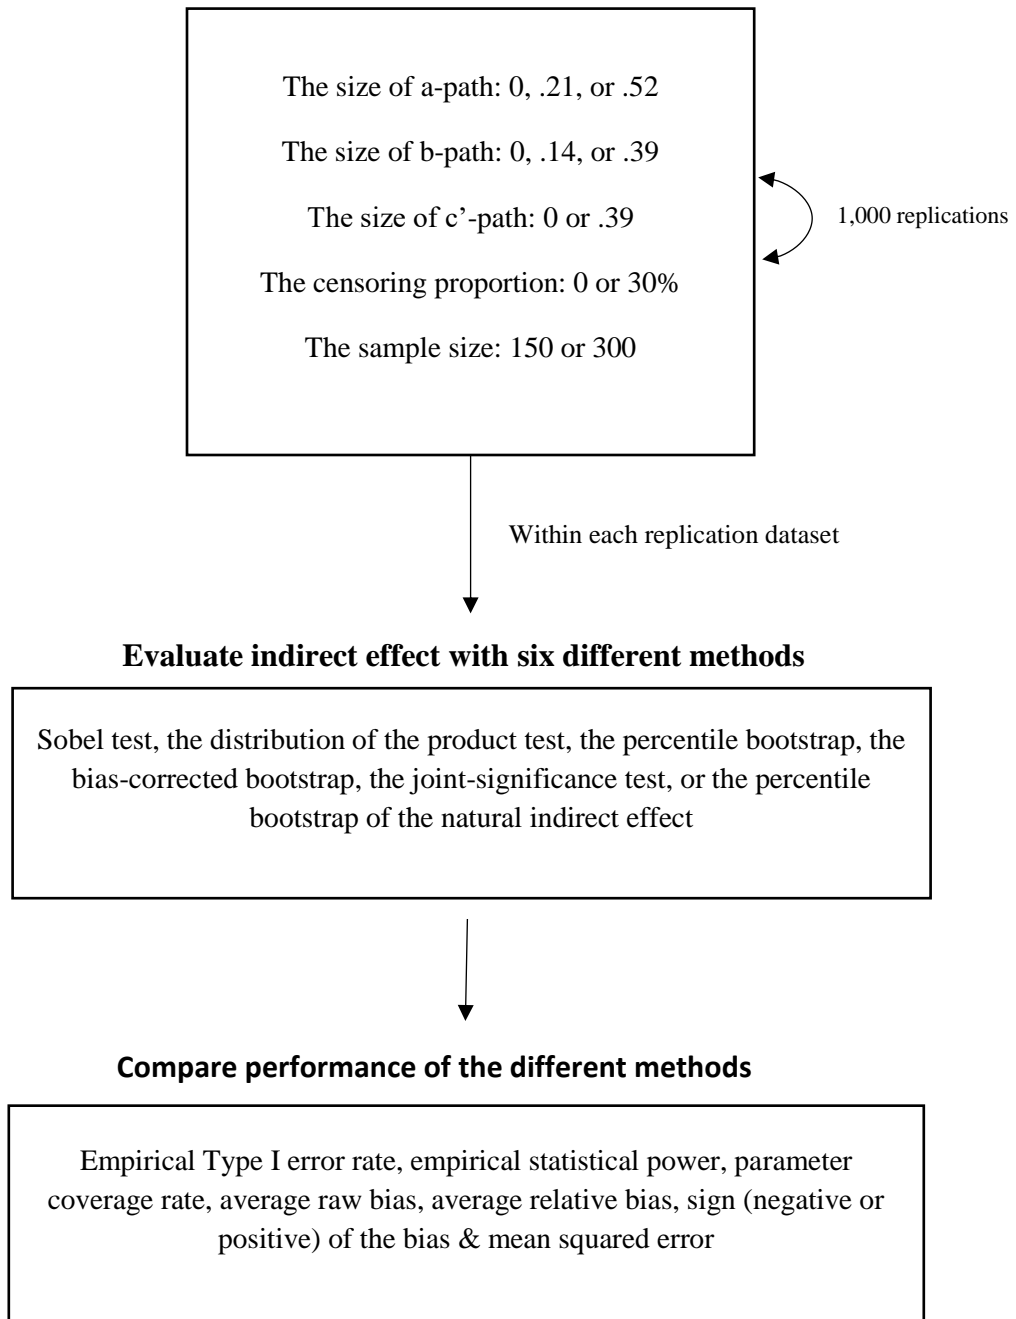 The size of a-path: 0, .21, or .52
The size of b-path: 0, .14, or .39
The size of c’-path: 0 or .39
1,000 replications
The censoring proportion: 0 or 30%
The sample size: 150 or 300
Within each replication dataset
Evaluate indirect effect with six different methods
Sobel test, the distribution of the product test, the percentile bootstrap, the
bias-corrected bootstrap, the joint-significance test, or the percentile
bootstrap of the natural indirect effect
Compare performance of the different methods
Empirical Type I error rate, empirical statistical power, parameter
coverage rate, average raw bias, average relative bias, sign (negative or
positive) of the bias & mean squared error